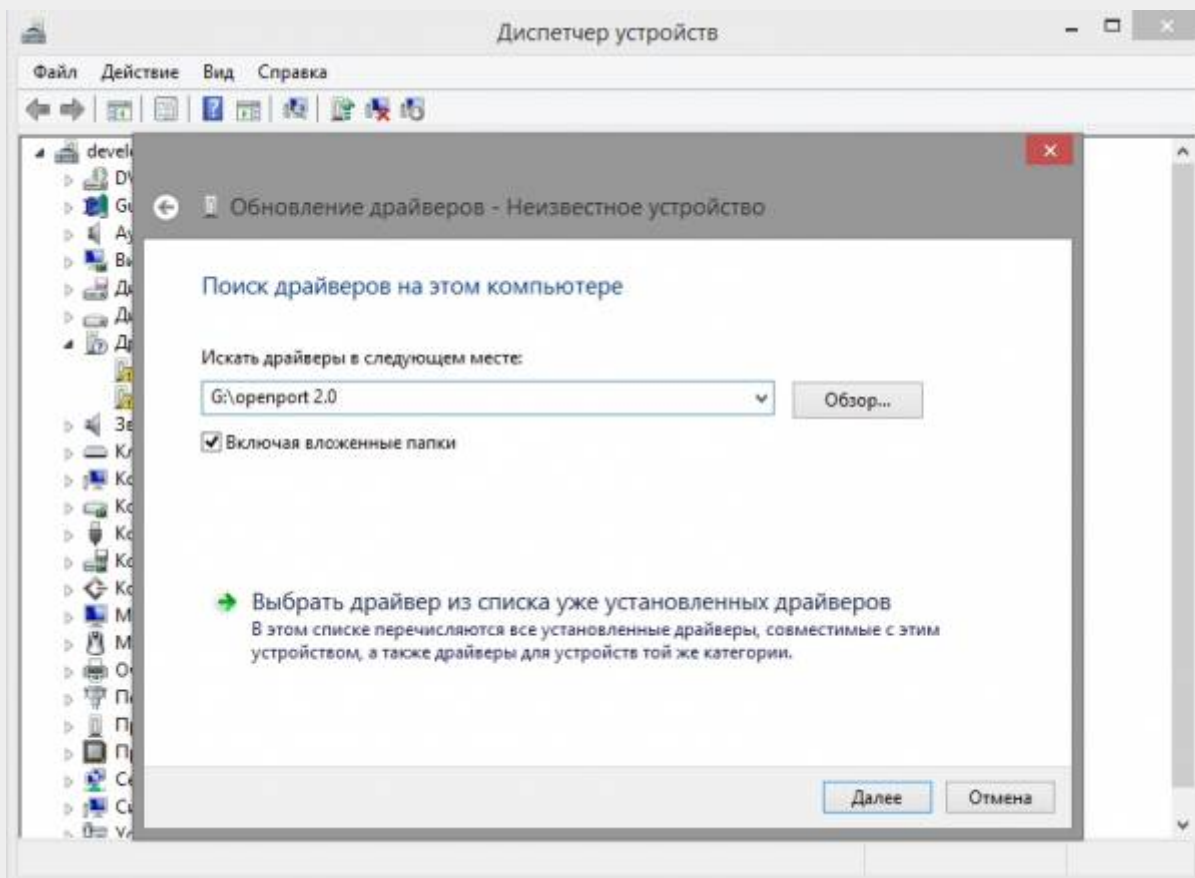 Диспетчер устройств
Файл Действие Вид Справка
Обновление драйверов - Неизвестное устройство
Поиск драйверов на этом компьютере
Искать драйверы в следующем месте:
G:\openport 2.0
Обзор...
Включая вложенные папки
Выбрать драйвер из списка уже установленных драйверов
В этом списке перечисляются все установленные драйверы, совместимые с этим
устройством, а также драйверы для устройств той же категории.
Далее Отмена